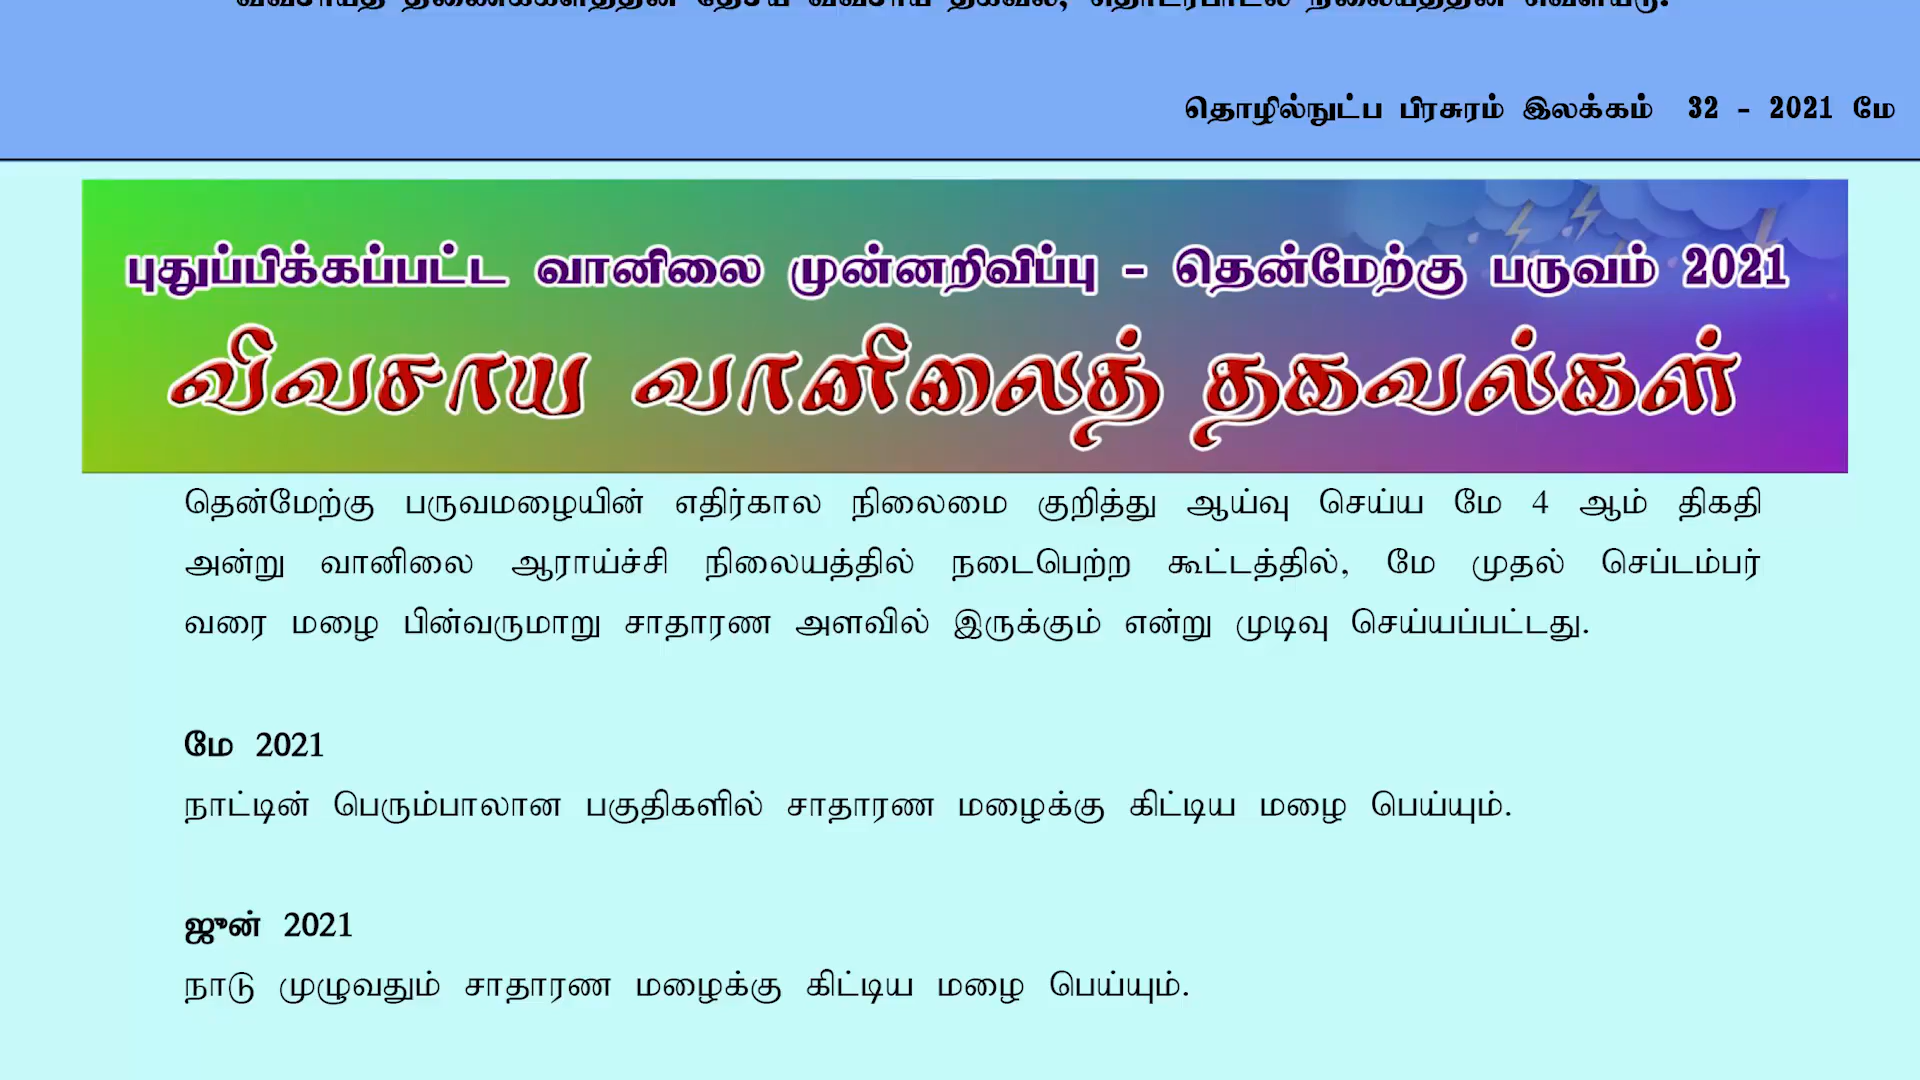 தொழில்நுட்ப பிரசுரம் இலக்கம் 32 - 2021 மே
புதுப்பிக்கப்பட்ட வானிலை முன்னறிவிப்பு - தென்மேற்கு பருவம் 2021
விவசாய வானிலைத் தகவல்கள்
தென்மேற்கு பருவமழையின் எதிர்கால நிலைமை குறித்து ஆய்வு செய்ய மே 4 ஆம் திகதி
அன்று வானிலை ஆராய்ச்சி நிலையத்தில் நடைபெற்ற கூட்டத்தில், மே முதல் செப்டம்பர்
வரை மழை பின்வருமாறு சாதாரண அளவில் இருக்கும் என்று முடிவு செய்யப்பட்டது.
மே 2021
நாட்டின் பெரும்பாலான பகுதிகளில் சாதாரண மழைக்கு கிட்டிய மழை பெய்யும்.
ஜுன் 2021
நாடு முழுவதும் சாதாரண மழைக்கு கிட்டிய மழை பெய்யும்.